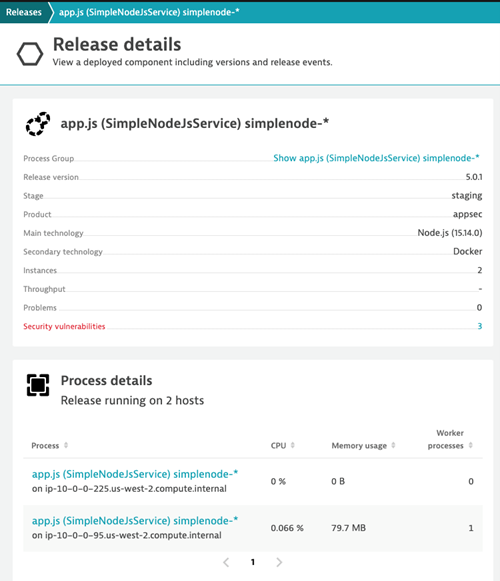 Releases app.js (SimpleNodeJsService) simplenode-*
Release details
View a deployed component including versions and release events.
app.js (SimpleNodeJsService) simplenode-*
Process Group Show app.js (SimpleNodeJsService) simplenode-*
Release version 5.0.1
Stage staging
Product appsec
Main technology Node.js (15.14.0)
Secondary technology Docker
Instances 2
Throughput -
Problems 0
Security vulnerabilities 3
Process details
Release running on 2 hosts
Process CPU Memory usage Worker processes
app.js (SimpleNodeJsService) simplenode-* 0 % 0 B 0
on ip-10-0-0-225.us-west-2.compute.internal
app.js (SimpleNodeJsService) simplenode-* 0.066 % 79.7 MB 1
on ip-10-0-0-95.us-west-2.compute.internal
< 1 >